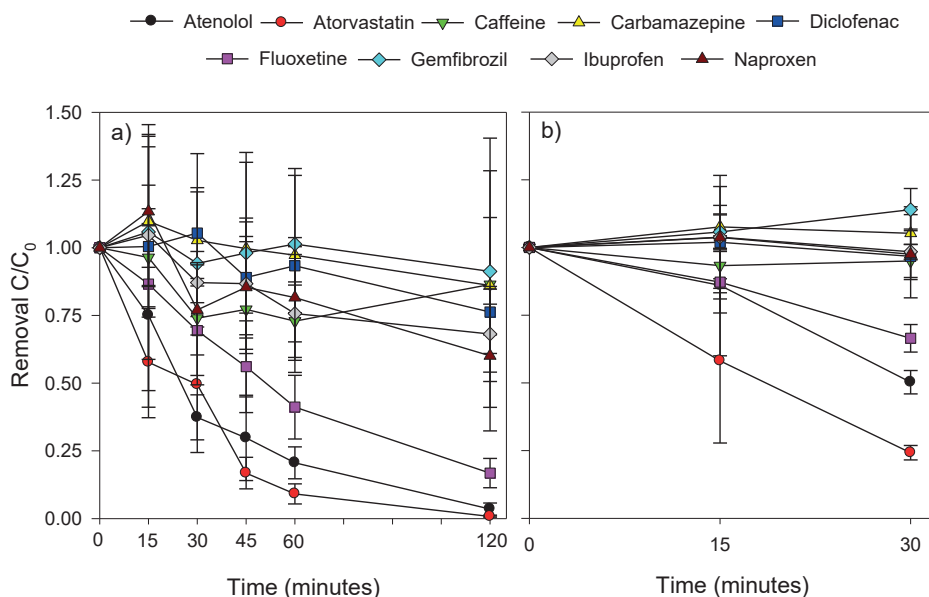 Atenolol Atorvastatin Caffeine Carbamazepine Diclofenac
Fluoxetine Gemfibrozil Ibuprofen Naproxen
a) b)
Removal C/C0
1.50
1.25
1.00
0.75
0.50
0.25
0.00
0 15 30 45 60 120 0 15 30
Time (minutes) Time (minutes)